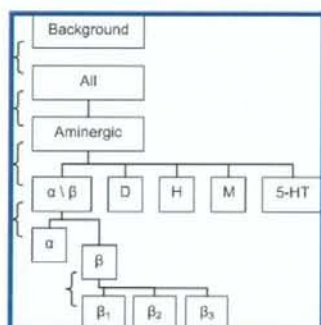 Background
All
Aminergic
α \ β D H M 5-HT
α
β
β₁ β₂ β₃